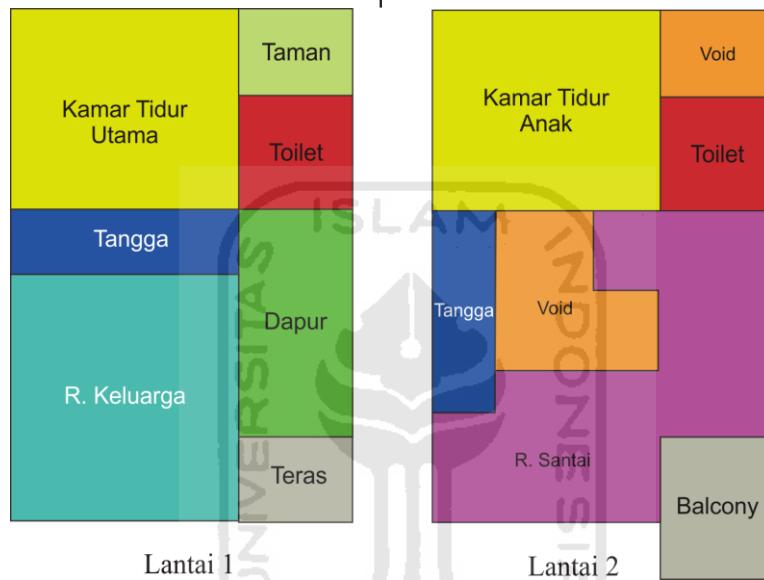 Kamar Tidur
Utama
Taman
Toilet
Tangga
Dapur
R. Keluarga
Teras
Lantai 1
Kamar Tidur
Anak
Void
Toilet
Tangga
Void
R. Santai
Balcony
Lantai 2
UNIVERSITAS
ISLAM
INDONESIA